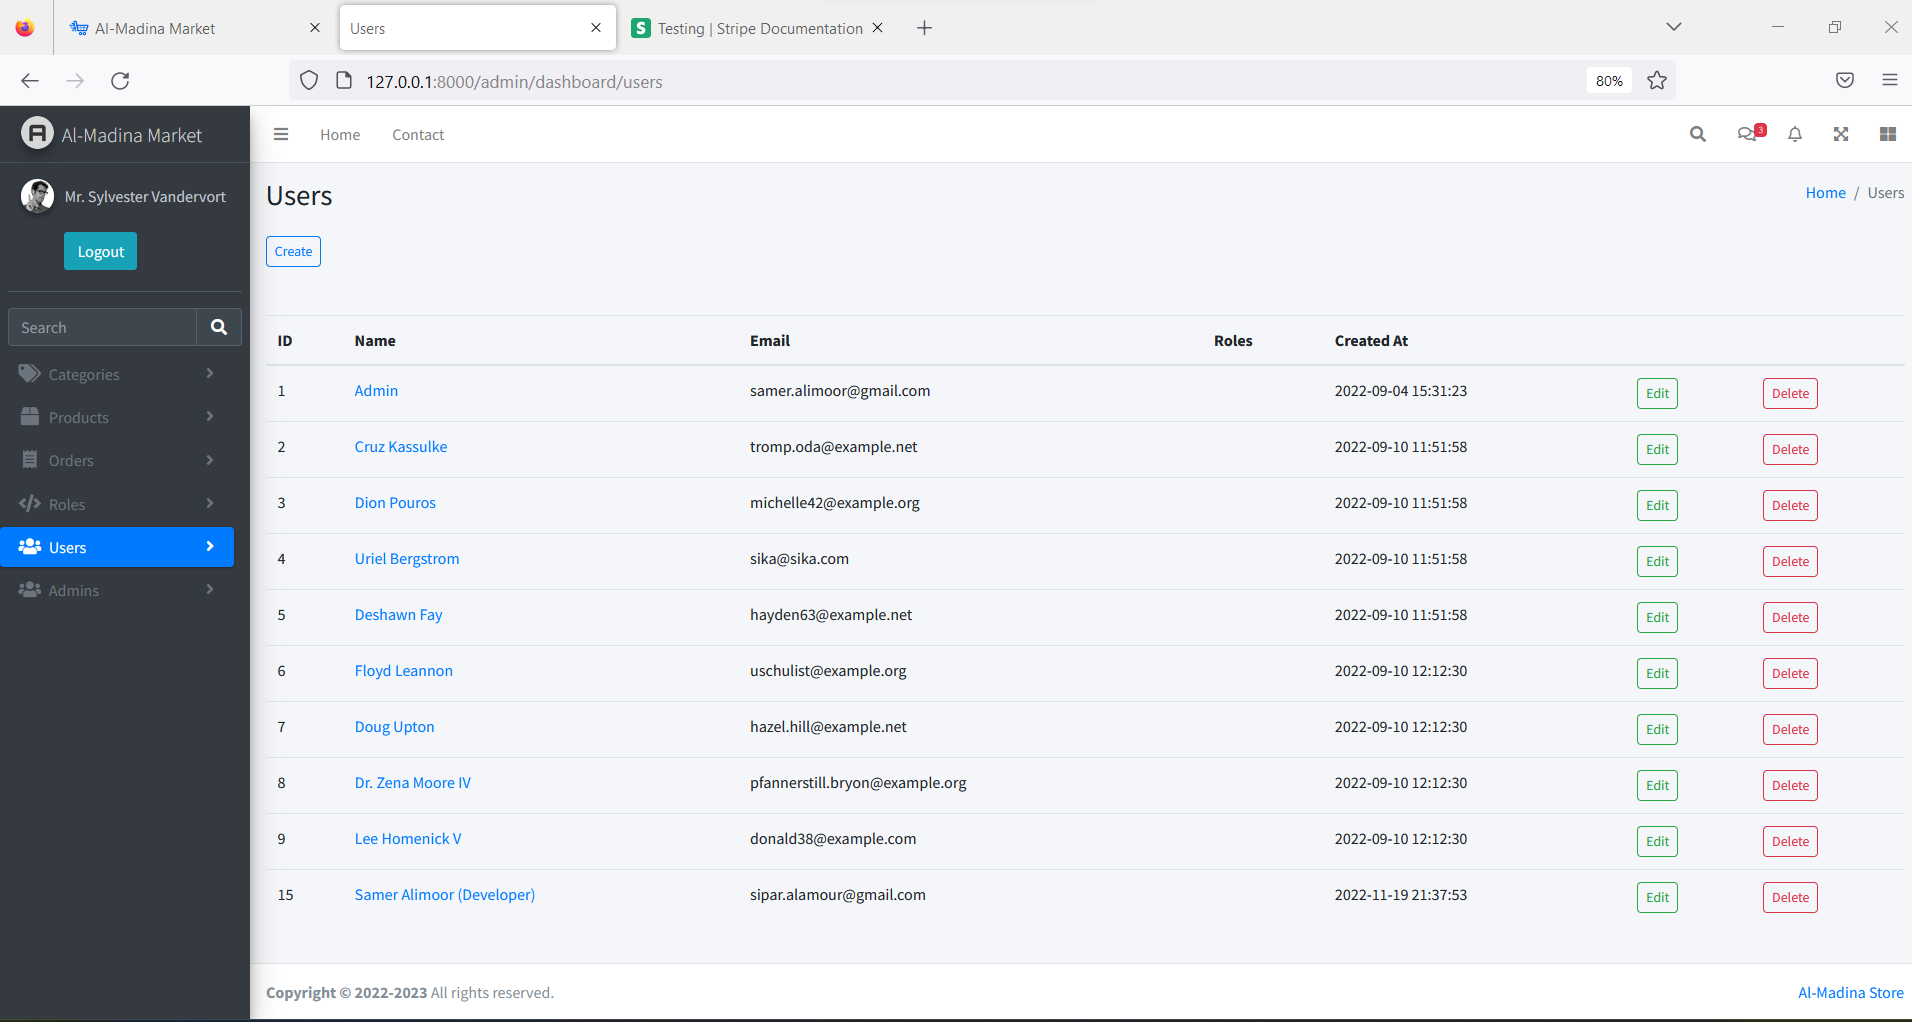 Al-Madina Market
Users
S Testing | Stripe Documentation
127.0.0.1:8000/admin/dashboard/users
80%
Al-Madina Market
Home
Contact
3
Mr. Sylvester Vandervort
Logout
Search
Categories
Products
Orders
Roles
Users
Admins
Users
Home / Users
Create
ID Name Email Roles Created At
1 Admin samer.alimoor@gmail.com 2022-09-04 15:31:23 Edit Delete
2 Cruz Kassulke tromp.oda@example.net 2022-09-10 11:51:58 Edit Delete
3 Dion Pouros michelle42@example.org 2022-09-10 11:51:58 Edit Delete
4 Uriel Bergstrom sika@sika.com 2022-09-10 11:51:58 Edit Delete
5 Deshawn Fay hayden63@example.net 2022-09-10 11:51:58 Edit Delete
6 Floyd Leannon uschulist@example.org 2022-09-10 12:12:30 Edit Delete
7 Doug Upton hazel.hill@example.net 2022-09-10 12:12:30 Edit Delete
8 Dr. Zena Moore IV pfannerstill.bryon@example.org 2022-09-10 12:12:30 Edit Delete
9 Lee Homenick V donald38@example.com 2022-09-10 12:12:30 Edit Delete
15 Samer Alimoor (Developer) sipar.alamour@gmail.com 2022-11-19 21:37:53 Edit Delete
Copyright © 2022-2023 All rights reserved.
Al-Madina Store